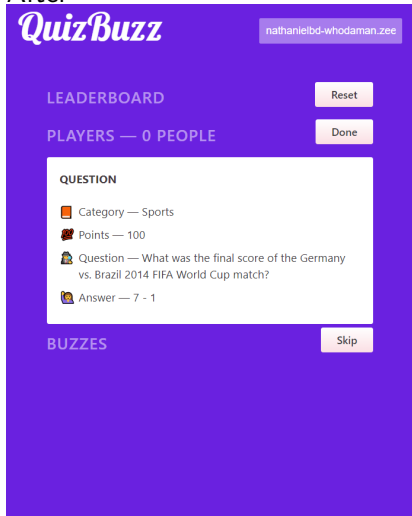 After
QuizBuzz
nathanielbd-whodaman.zee
LEADERBOARD
Reset
PLAYERS — 0 PEOPLE
Done
QUESTION
Category — Sports
Points — 100
Question — What was the final score of the Germany
vs. Brazil 2014 FIFA World Cup match?
Answer — 7 - 1
BUZZES
Skip